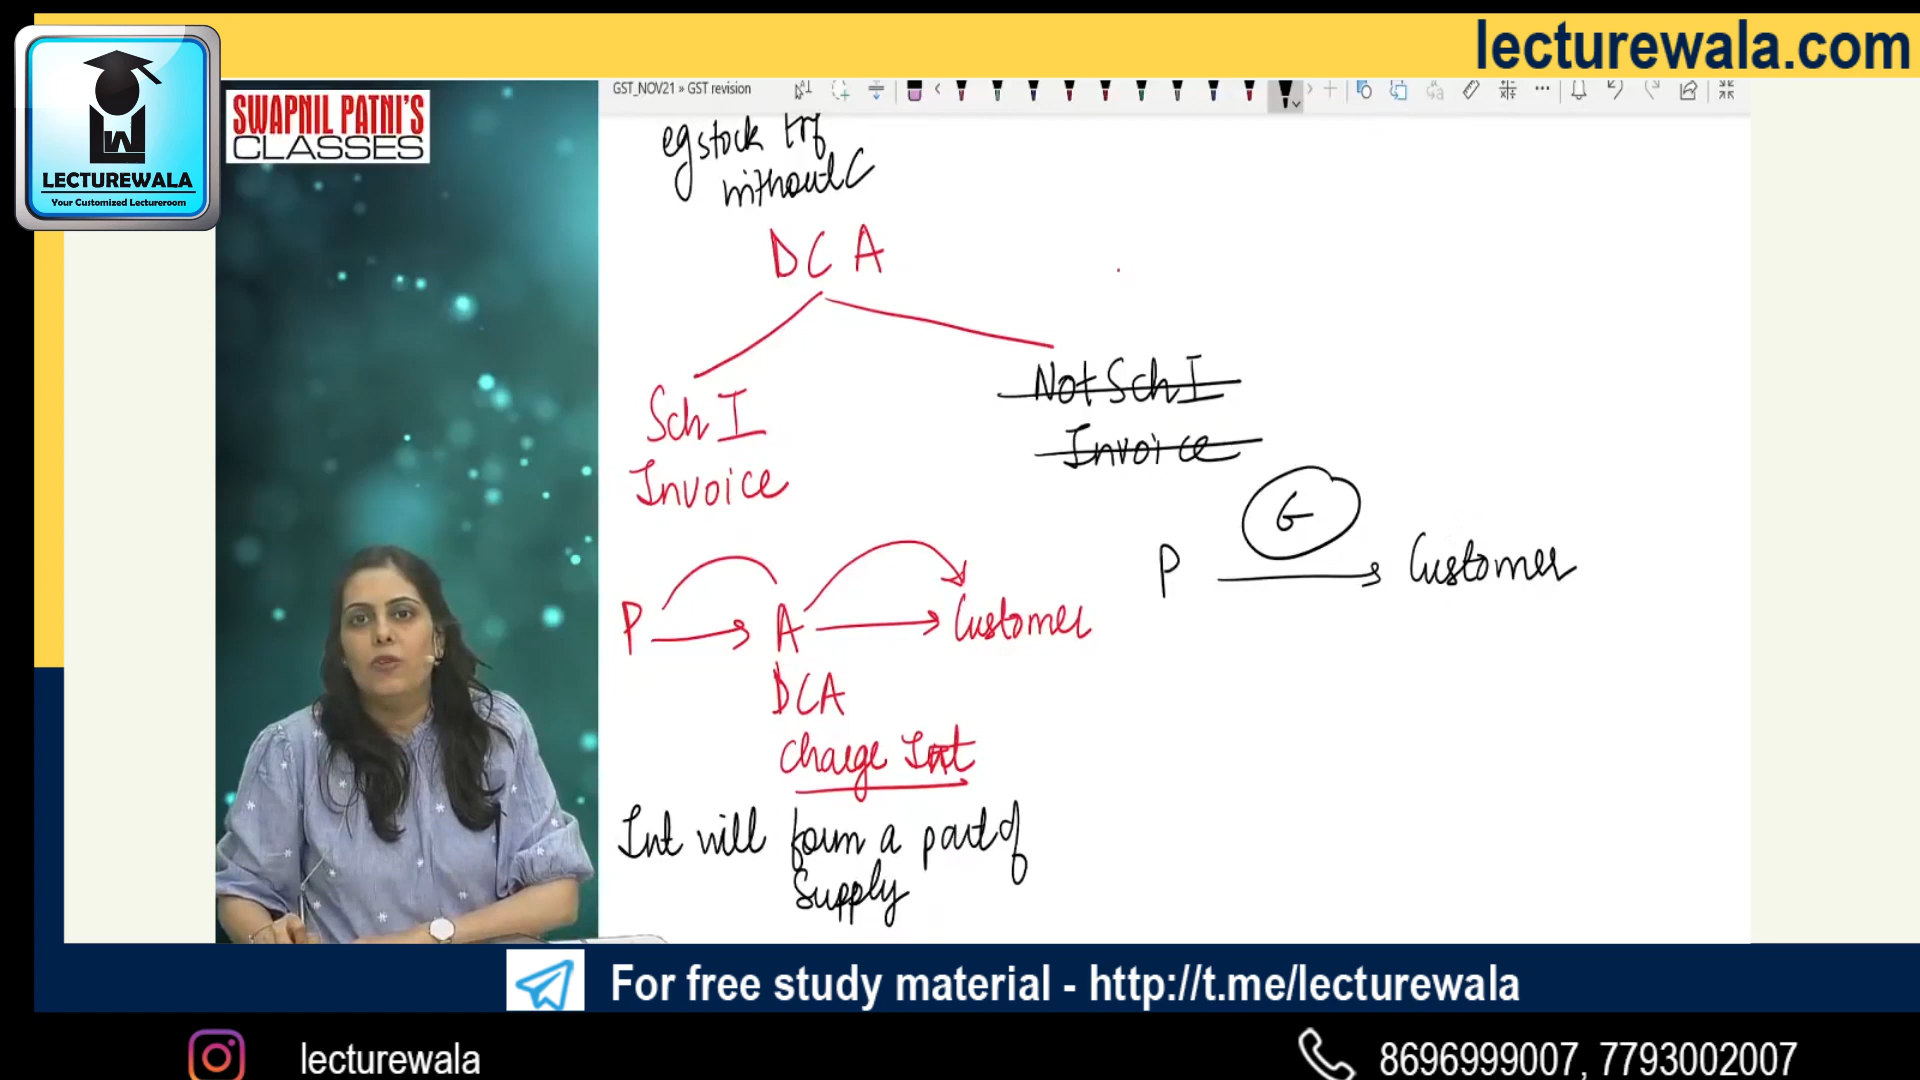 lecturewala.com
GST_NOV21 » GST revision
SWAPNIL PATNI'S
CLASSES
LW
LECTUREWALA
Your Customized Lectureroom
eg stock trf
without C
DCA
Sch I
Invoice
Not Sch I
Invoice
G
P
Customer
P
A
Customer
DCA
Charge Int
Int will form a part of
Supply
For free study material - http://t.me/lecturewala
lecturewala
8696999007, 7793002007